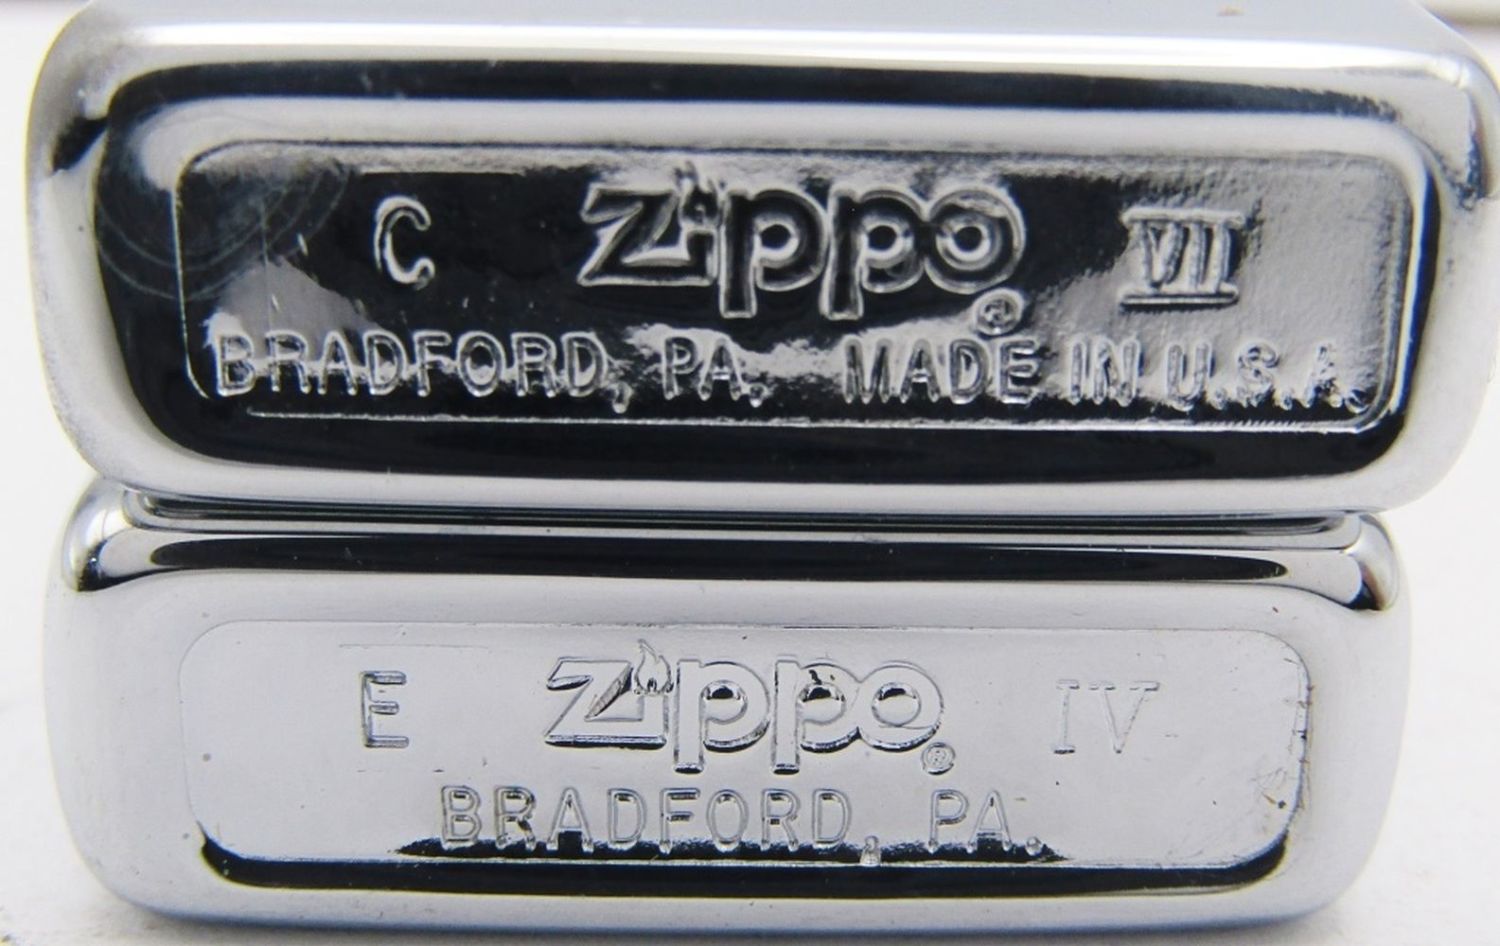 C zippo ® VII
BRADFORD, PA. MADE IN U.S.A.
E zippo ® IV
BRADFORD, PA.